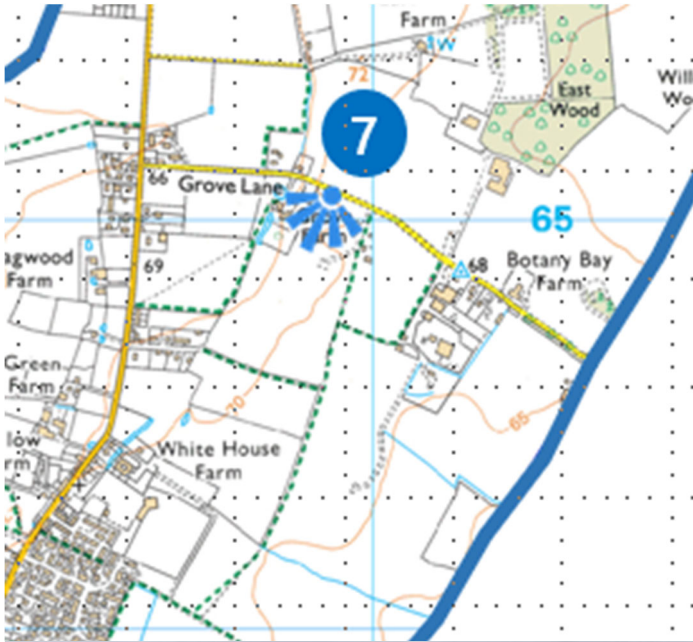 Farm
W
72
East
Wood
7
66
Grove Lane
65
69
68
Botany Bay
Farm
Farm
Green
Farm
70
65
White House
Farm